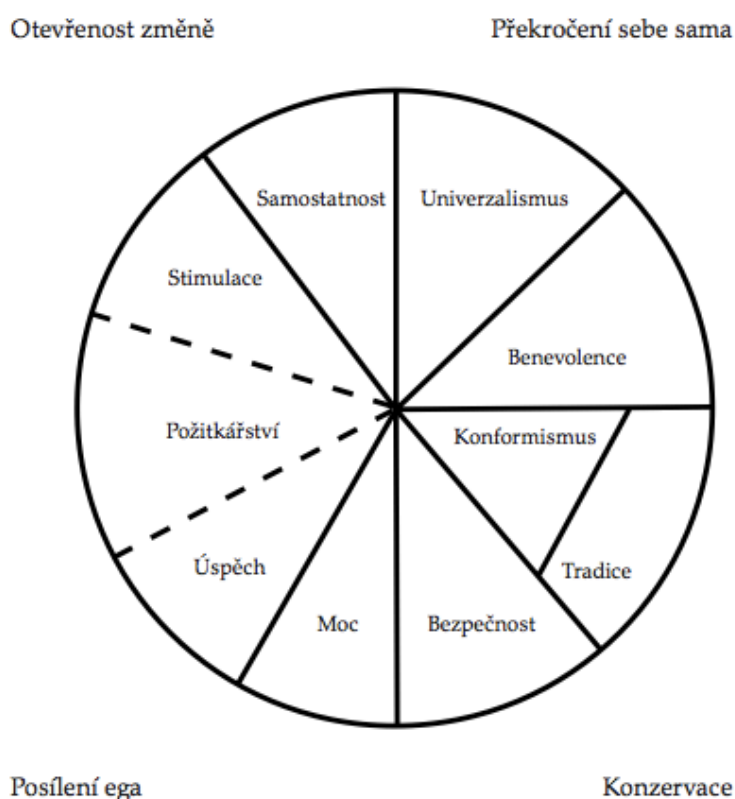 Otevřenost změně
Překročení sebe sama
Samostatnost
Univerzalismus
Stimulace
Benevolence
Požitkářství
Konformismus
Úspěch
Tradice
Moc
Bezpečnost
Posílení ega
Konzervace